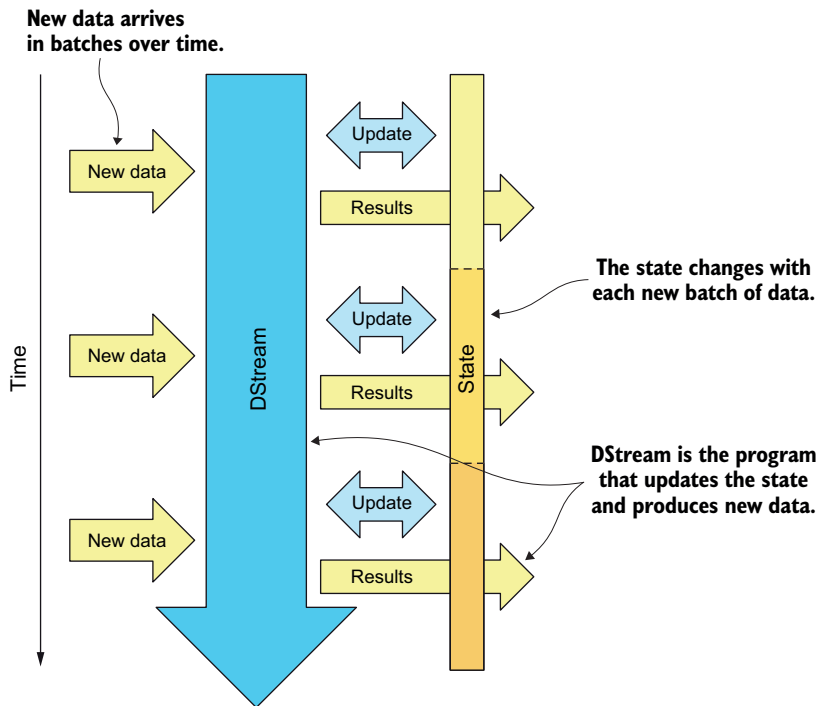 New data arrives
in batches over time.
Update
New data
Results
The state changes with
each new batch of data.
Update
New data
Time
DStream
State
Results
DStream is the program
that updates the state
and produces new data.
Update
New data
Results